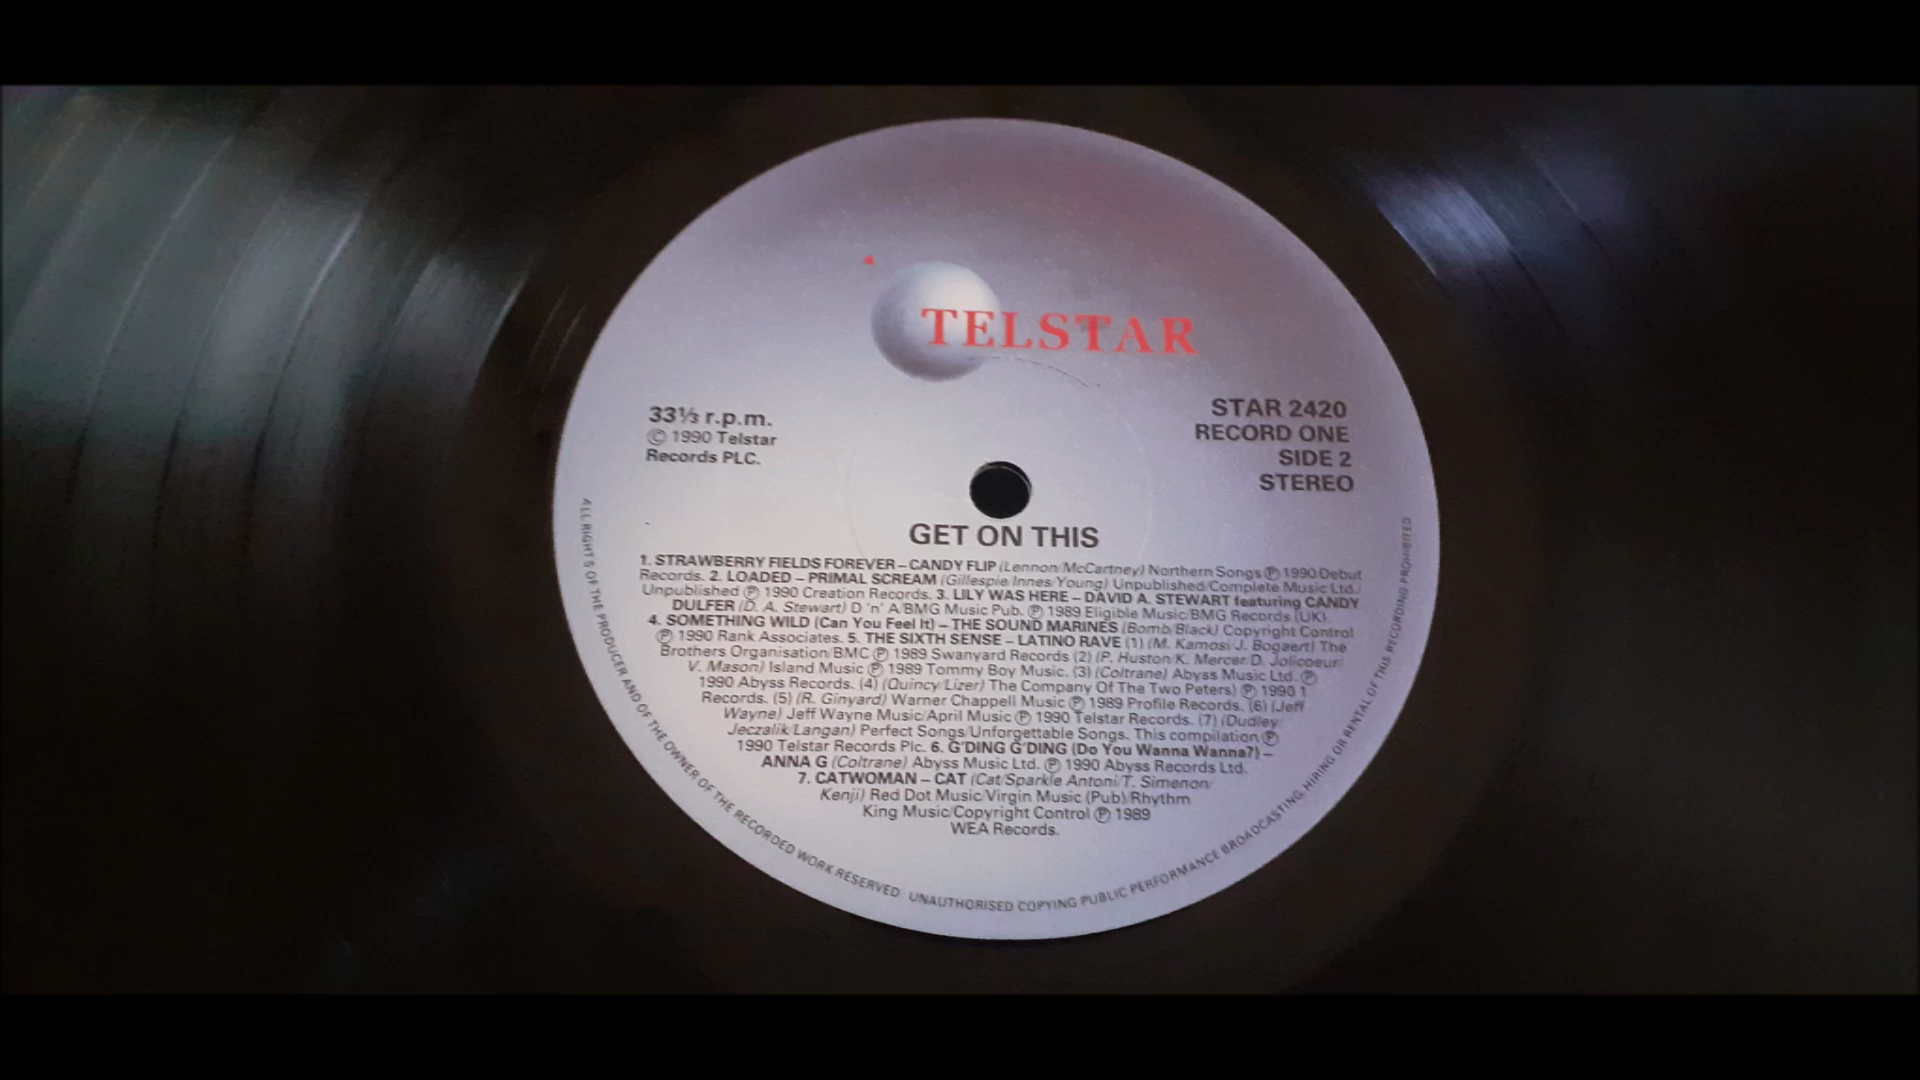 TELSTAR
33⅓ r.p.m.
© 1990 Telstar
Records PLC.
STAR 2420
RECORD ONE
SIDE 2
STEREO
GET ON THIS
1. STRAWBERRY FIELDS FOREVER – CANDY FLIP (Lennon/McCartney) Northern Songs ℗ 1990 Debut
Records. 2. LOADED – PRIMAL SCREAM (Gillespie/Innes/Young) Unpublished/Complete Music Ltd./
Unpublished ℗ 1990 Creation Records. 3. LILY WAS HERE – DAVID A. STEWART featuring CANDY
DULFER (D. A. Stewart) D 'n' A/BMG Music Pub. ℗ 1989 Eligible Music/BMG Records (UK).
4. SOMETHING WILD (Can You Feel It) – THE SOUND MARINES (Bomb/Black) Copyright Control
℗ 1990 Rank Associates. 5. THE SIXTH SENSE – LATINO RAVE (1) (M. Kamosi/J. Bogaert) The
Brothers Organisation/BMC ℗ 1989 Swanyard Records (2) (P. Huston/K. Mercer/D. Jolicoeur/
V. Mason) Island Music ℗ 1989 Tommy Boy Music. (3) (Coltrane) Abyss Music Ltd. ℗
1990 Abyss Records. (4) (Quincy/Lizer) The Company Of The Two Peters) ℗ 1990 1
Records. (5) (R. Ginyard) Warner Chappell Music ℗ 1989 Profile Records. (6) (Jeff
Wayne) Jeff Wayne Music/April Music ℗ 1990 Telstar Records. (7) (Dudley/
Jeczalik/Langan) Perfect Songs/Unforgettable Songs. This compilation ℗
1990 Telstar Records Plc. 6. G'DING G'DING (Do You Wanna Wanna?) –
ANNA G (Coltrane) Abyss Music Ltd. ℗ 1990 Abyss Records Ltd.
7. CATWOMAN – CAT (Cat/Sparkle Antoni/T. Simenon/
Kenji) Red Dot Music/Virgin Music (Pub)/Rhythm
King Music/Copyright Control ℗ 1989
WEA Records.
ALL RIGHTS OF THE PRODUCER AND OF THE OWNER OF THE RECORDED WORK RESERVED · UNAUTHORISED COPYING PUBLIC PERFORMANCE BROADCASTING HIRING OR RENTAL OF THIS RECORDING PROHIBITED